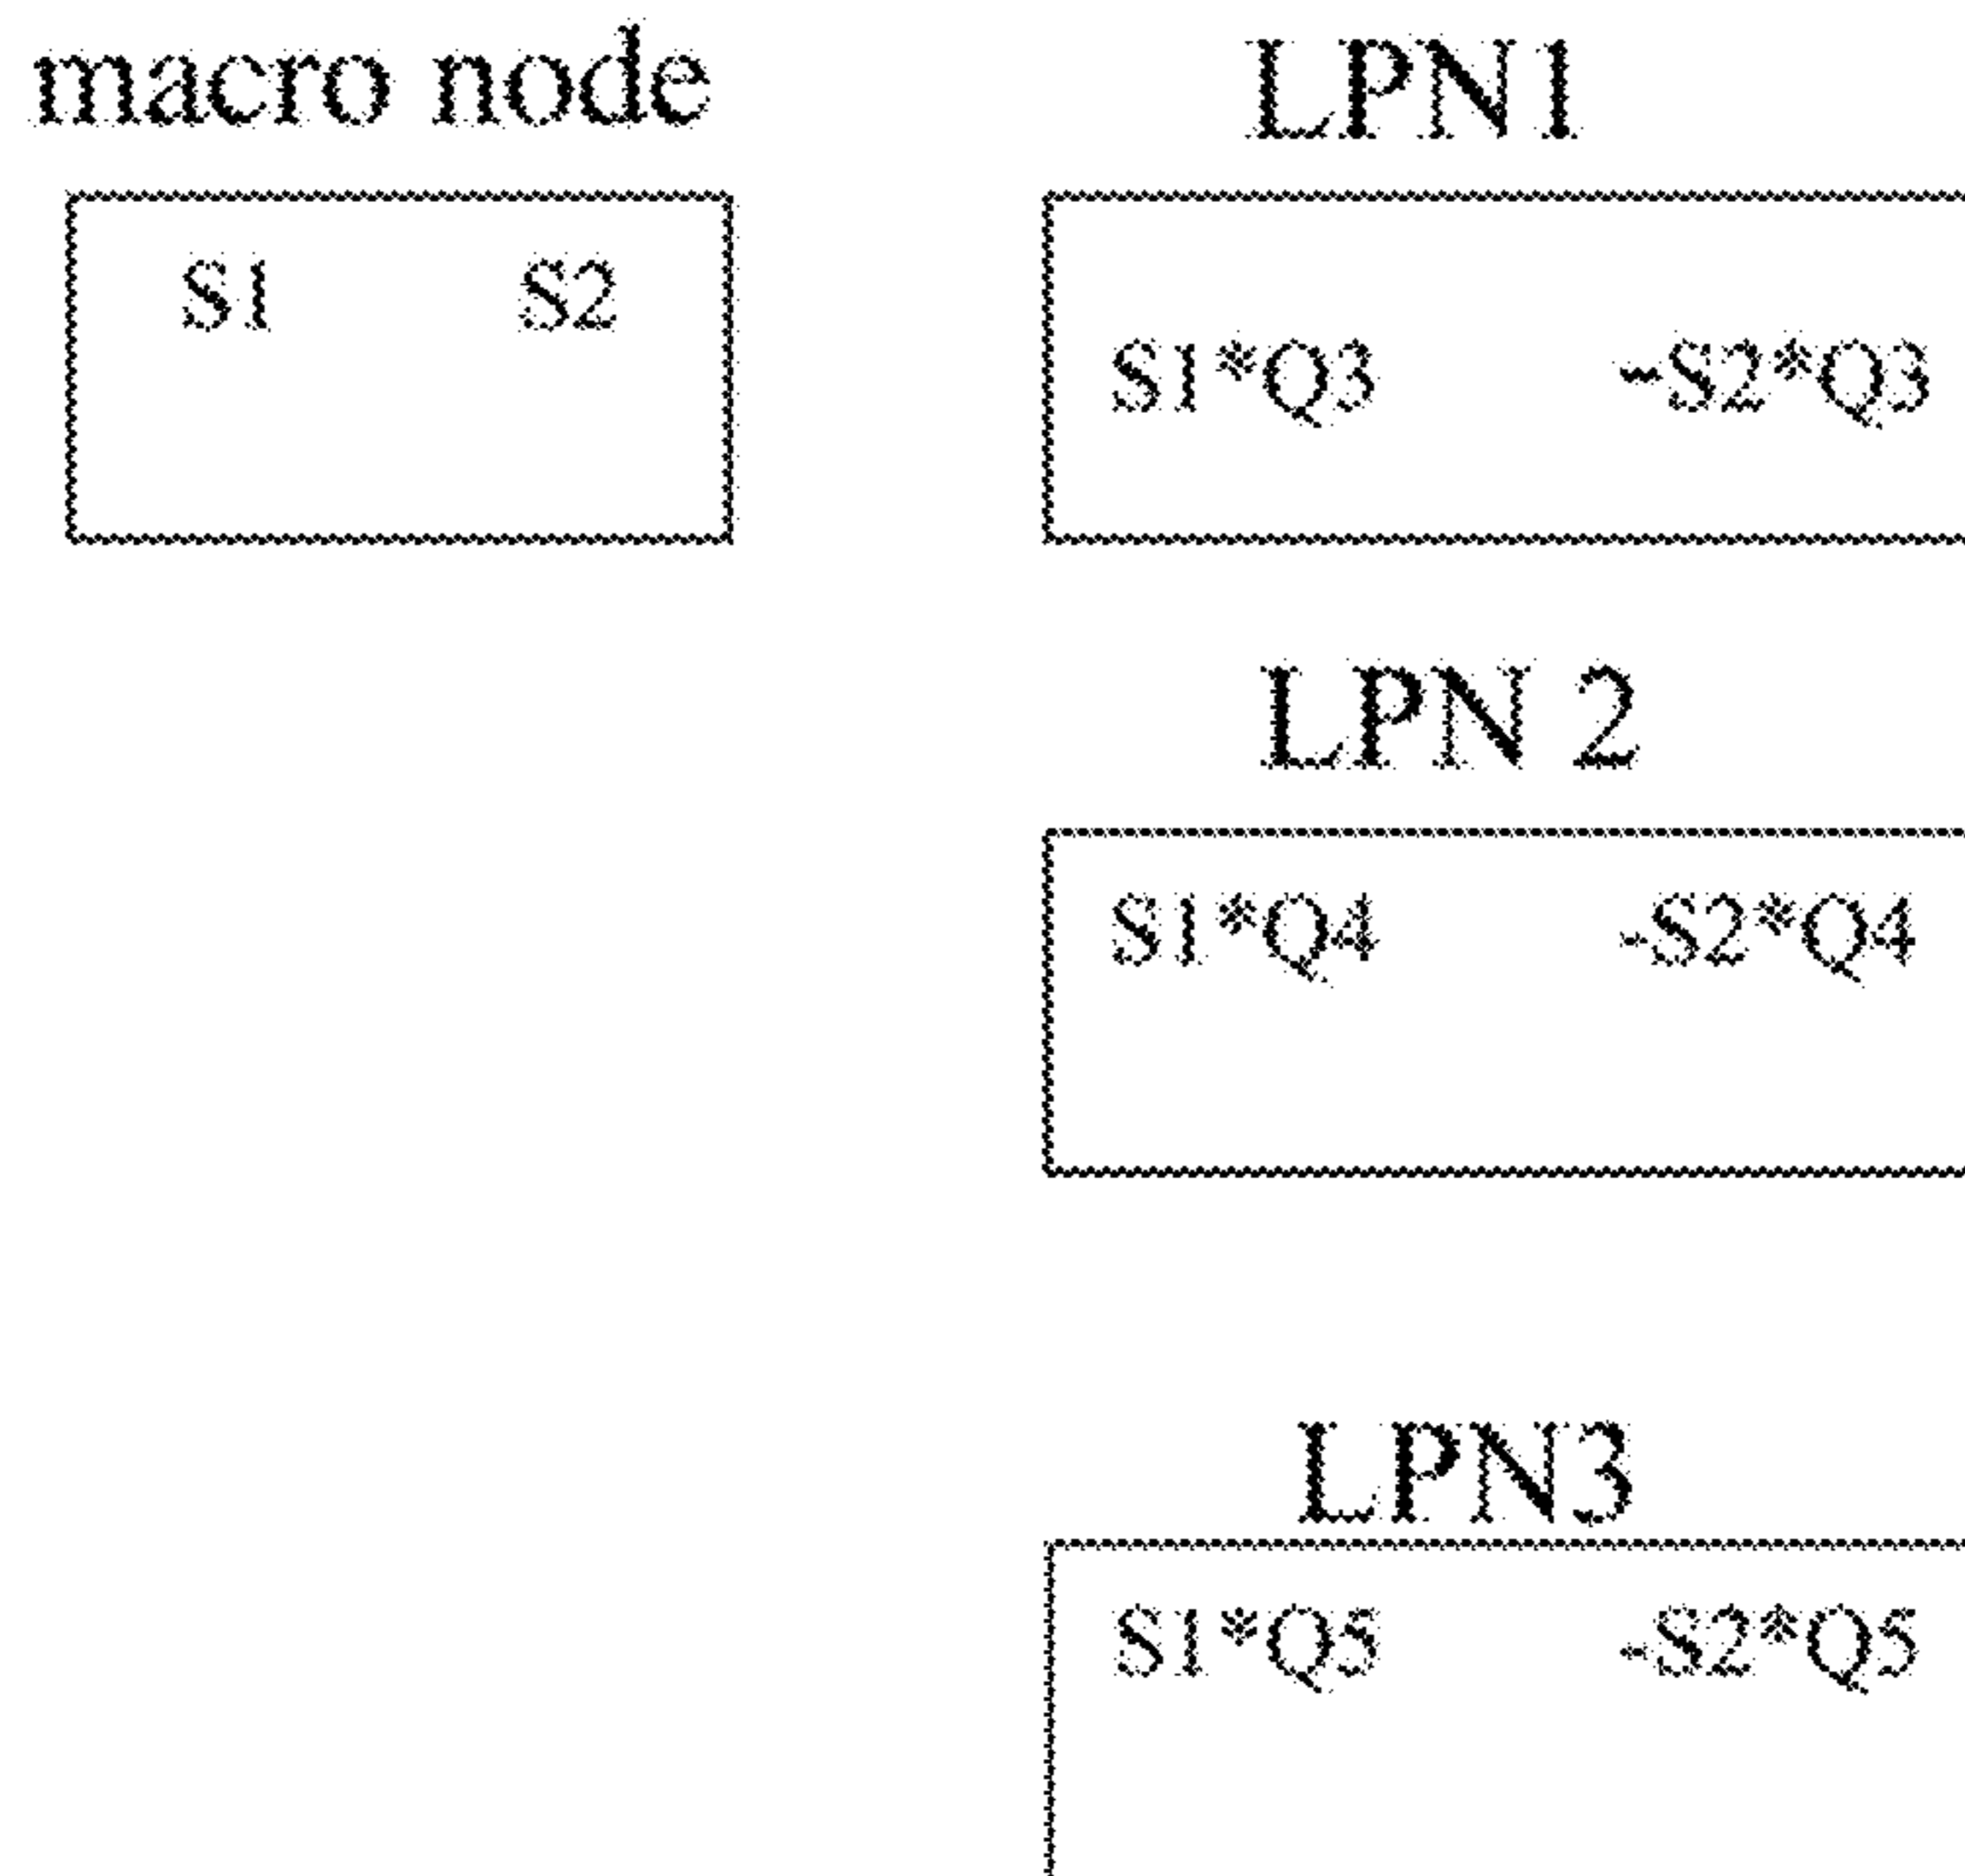 macro node LPN1
S1 S2
S1*Q3 -S2*Q3
LPN 2
S1*Q4 -S2*Q4
LPN3
S1*Q5 -S2*Q5